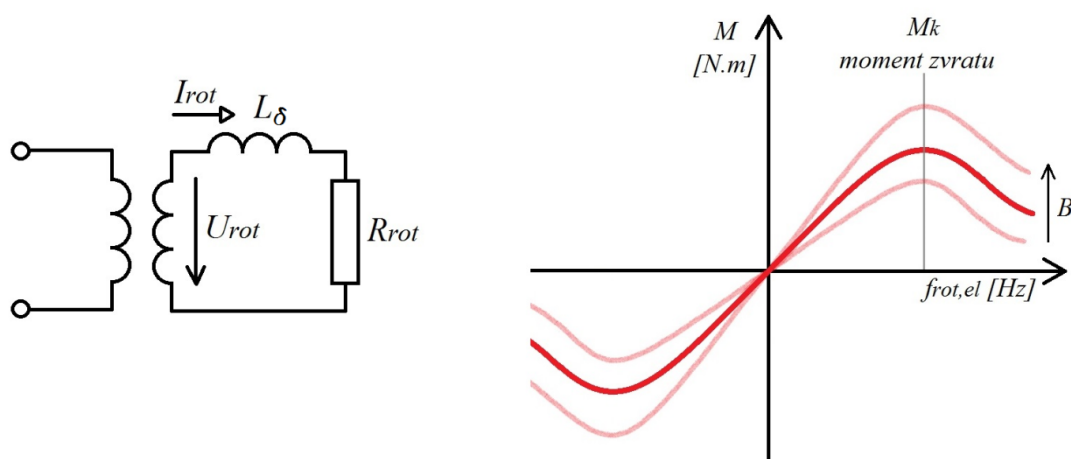 Irot
Lδ
Urot
Rrot
M
[N.m]
Mk
moment zvratu
B
frot,el [Hz]